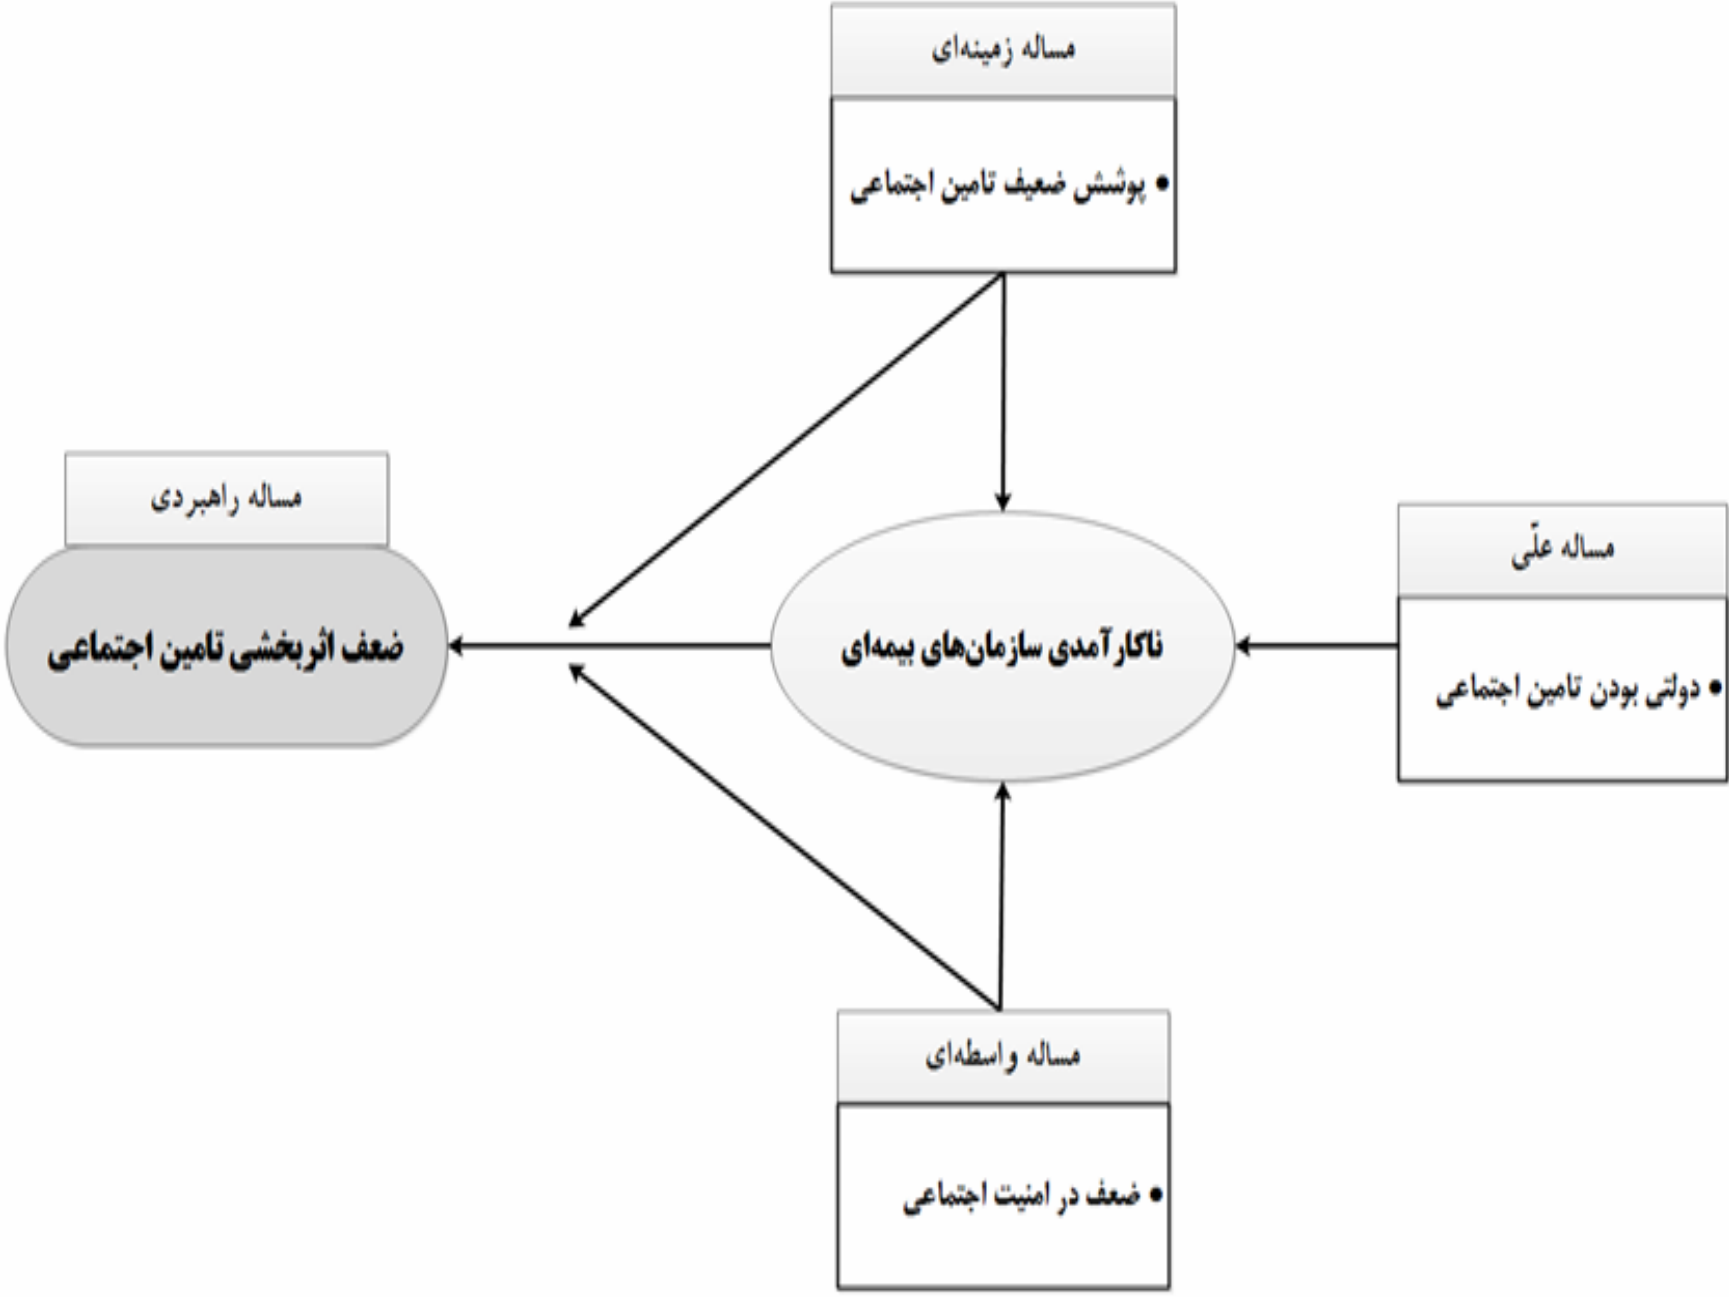 مساله زمینه‌ای
• پوشش ضعیف تامین اجتماعی
مساله علّی
• دولتی بودن تامین اجتماعی
ناکارآمدی سازمان‌های بیمه‌ای
مساله راهبردی
ضعف اثربخشی تامین اجتماعی
مساله واسطه‌ای
• ضعف در امنیت اجتماعی